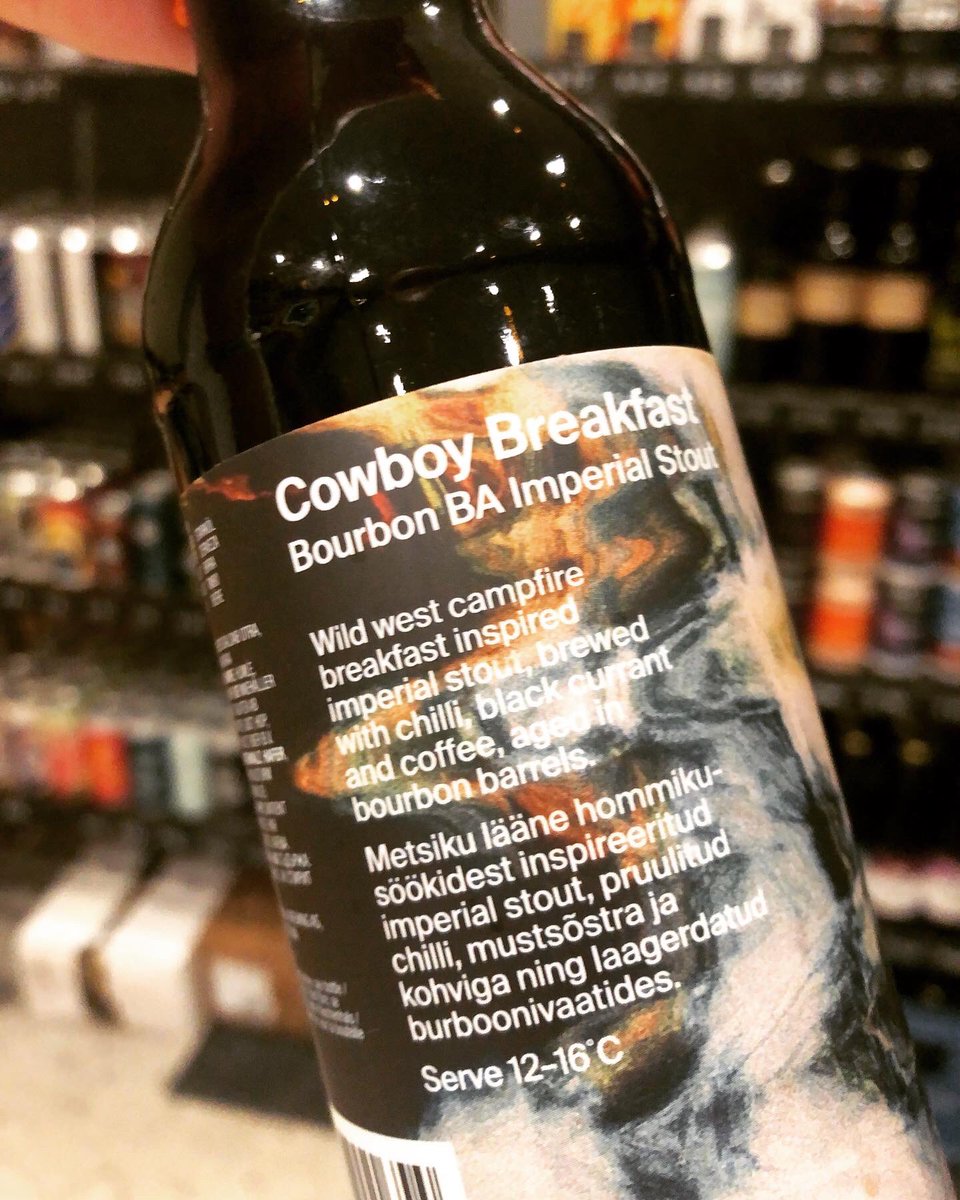 Cowboy Breakfast
Bourbon BA Imperial Stout
Wild west campfire
breakfast inspired
imperial stout, brewed
with chilli, black currant
and coffee, aged in
bourbon barrels.
Metsiku lääne hommiku-
söökidest inspireeritud
imperial stout, pruulitud
chilli, mustsõstra ja
kohviga ning laagerdatud
burboonivaatides.
Serve 12–16°C